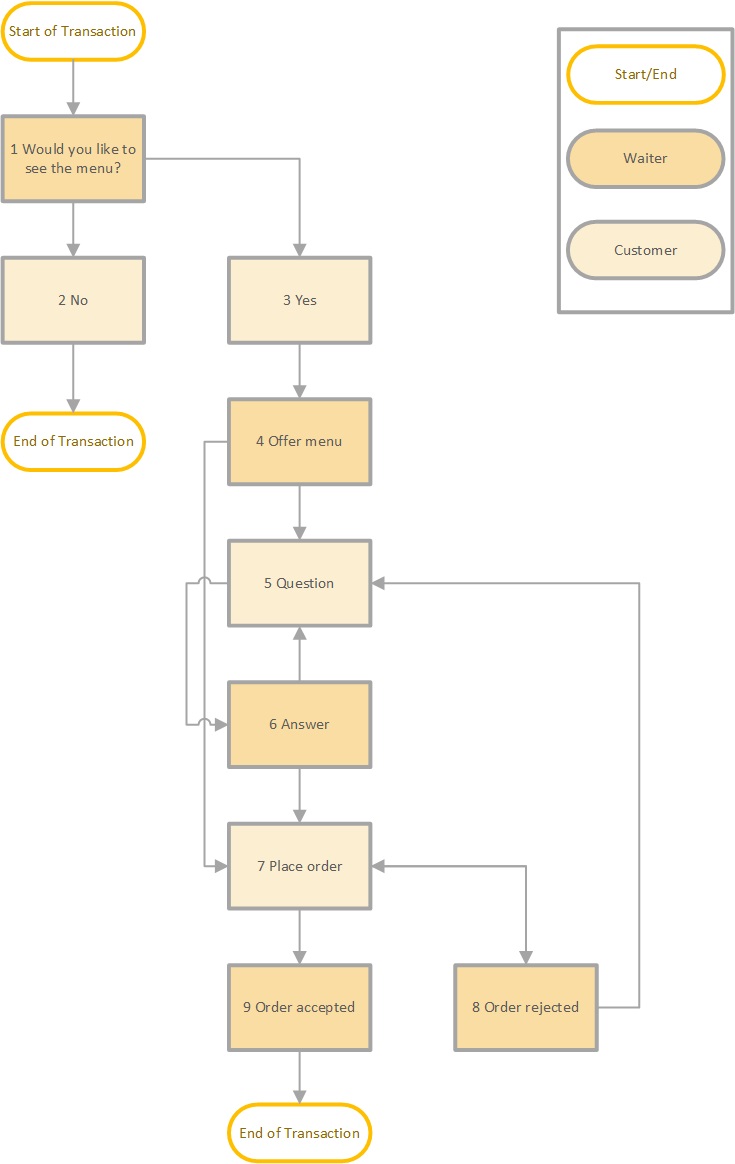 Start of Transaction
Start/End
1 Would you like to
see the menu?
Waiter
Customer
2 No
3 Yes
End of Transaction
4 Offer menu
5 Question
6 Answer
7 Place order
9 Order accepted
8 Order rejected
End of Transaction